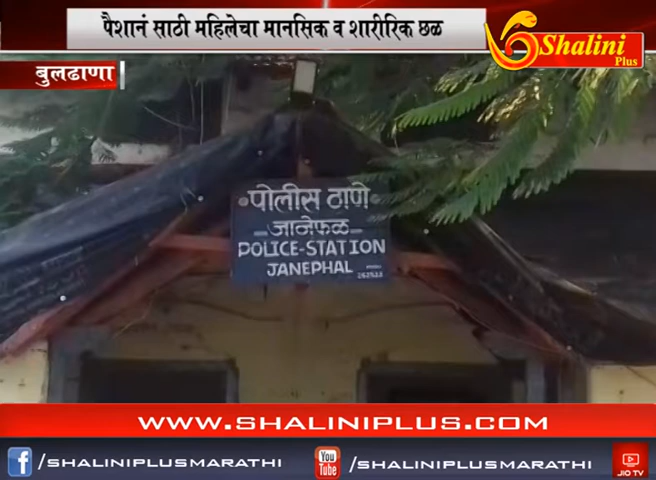 पैशानं साठी महिलेचा मानसिक व शारीरिक छळ
Shalini
Plus
बुलढाणा
पोलीस ठाणे
जानेफळ
POLICE-STATION
JANEPHAL
WWW.SHALINIPLUS.COM
/SHALINIPLUSMARATHI
You
Tube
/SHALINIPLUSMARATHI
JIO TV